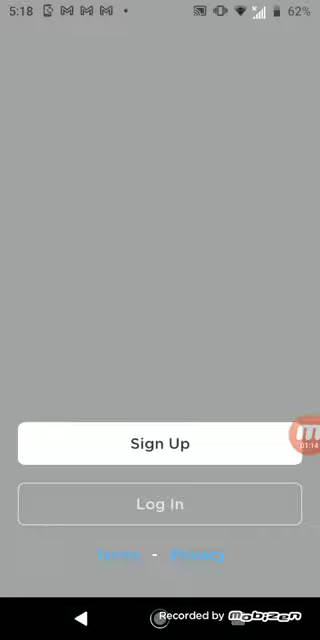 5:18 62%
Sign Up
01:14
Log In
Terms - Privacy
Recorded by mobizen